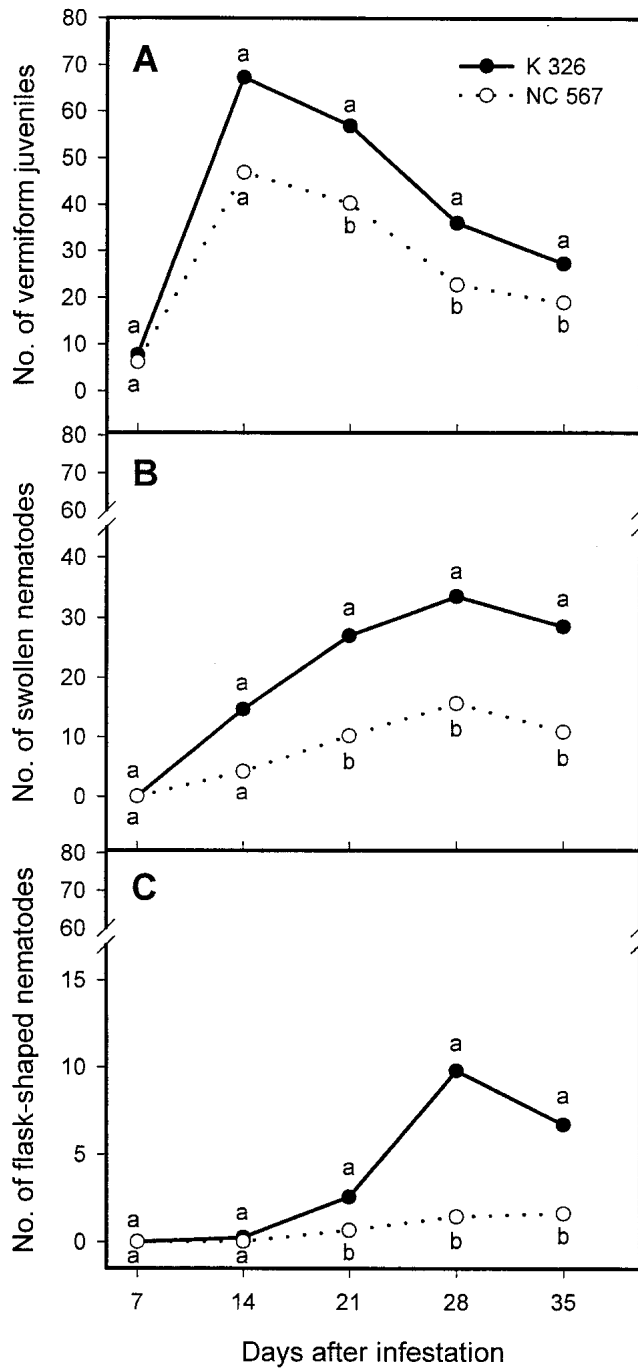 80
A
a
K 326
70
NC 567
a
60
50
a
40
a
b
a
30
20
b
b
a
10
0
a
No. of vermiform juveniles
80
B
70
60
40
a
a
a
30
a
20
10
b
b
b
a
a
0
a
No. of swollen nematodes
80
C
70
60
15
a
10
a
a
5
a
a
0
a
a
b
b
b
No. of flask-shaped nematodes
7 14 21 28 35
Days after infestation